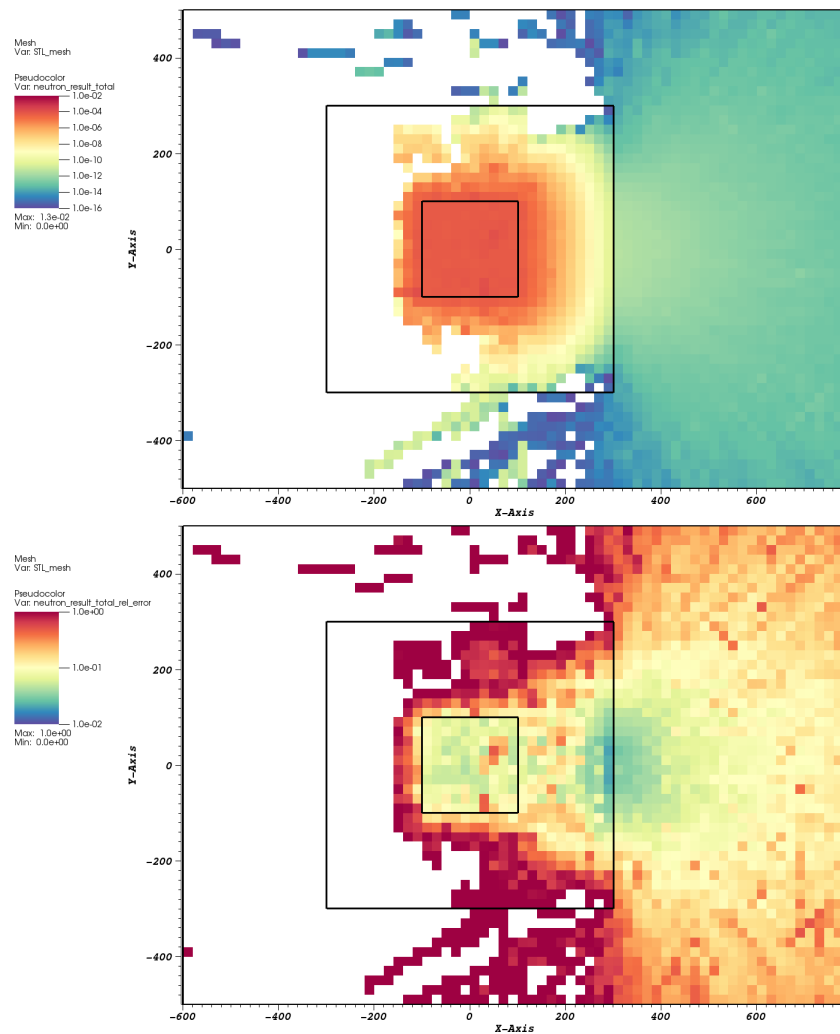 Mesh
Var: STL_mesh
Pseudocolor
Var: neutron_result_total
1.0e-02
1.0e-04
1.0e-06
1.0e-08
1.0e-10
1.0e-12
1.0e-14
1.0e-16
Max: 1.3e-02
Min: 0.0e+00
Y-Axis
400
200
0
-200
-400
-600
-400
-200
0
200
400
600
X-Axis
Mesh
Var: STL_mesh
Pseudocolor
Var: neutron_result_total_rel_error
1.0e+00
1.0e-01
1.0e-02
Max: 1.0e+00
Min: 0.0e+00
Y-Axis
400
200
0
-200
-400
-600
-400
-200
0
200
400
600
X-Axis